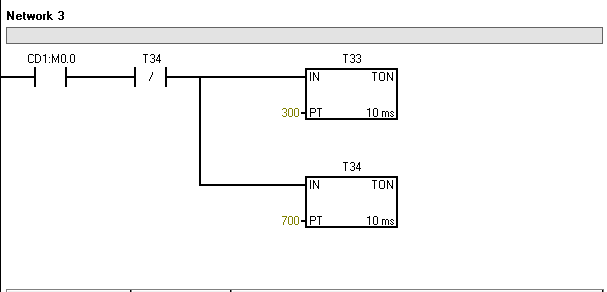 Network 3
CD1:M0.0 T34 T33
/ IN TON
300 PT 10 ms
T34
IN TON
700 PT 10 ms